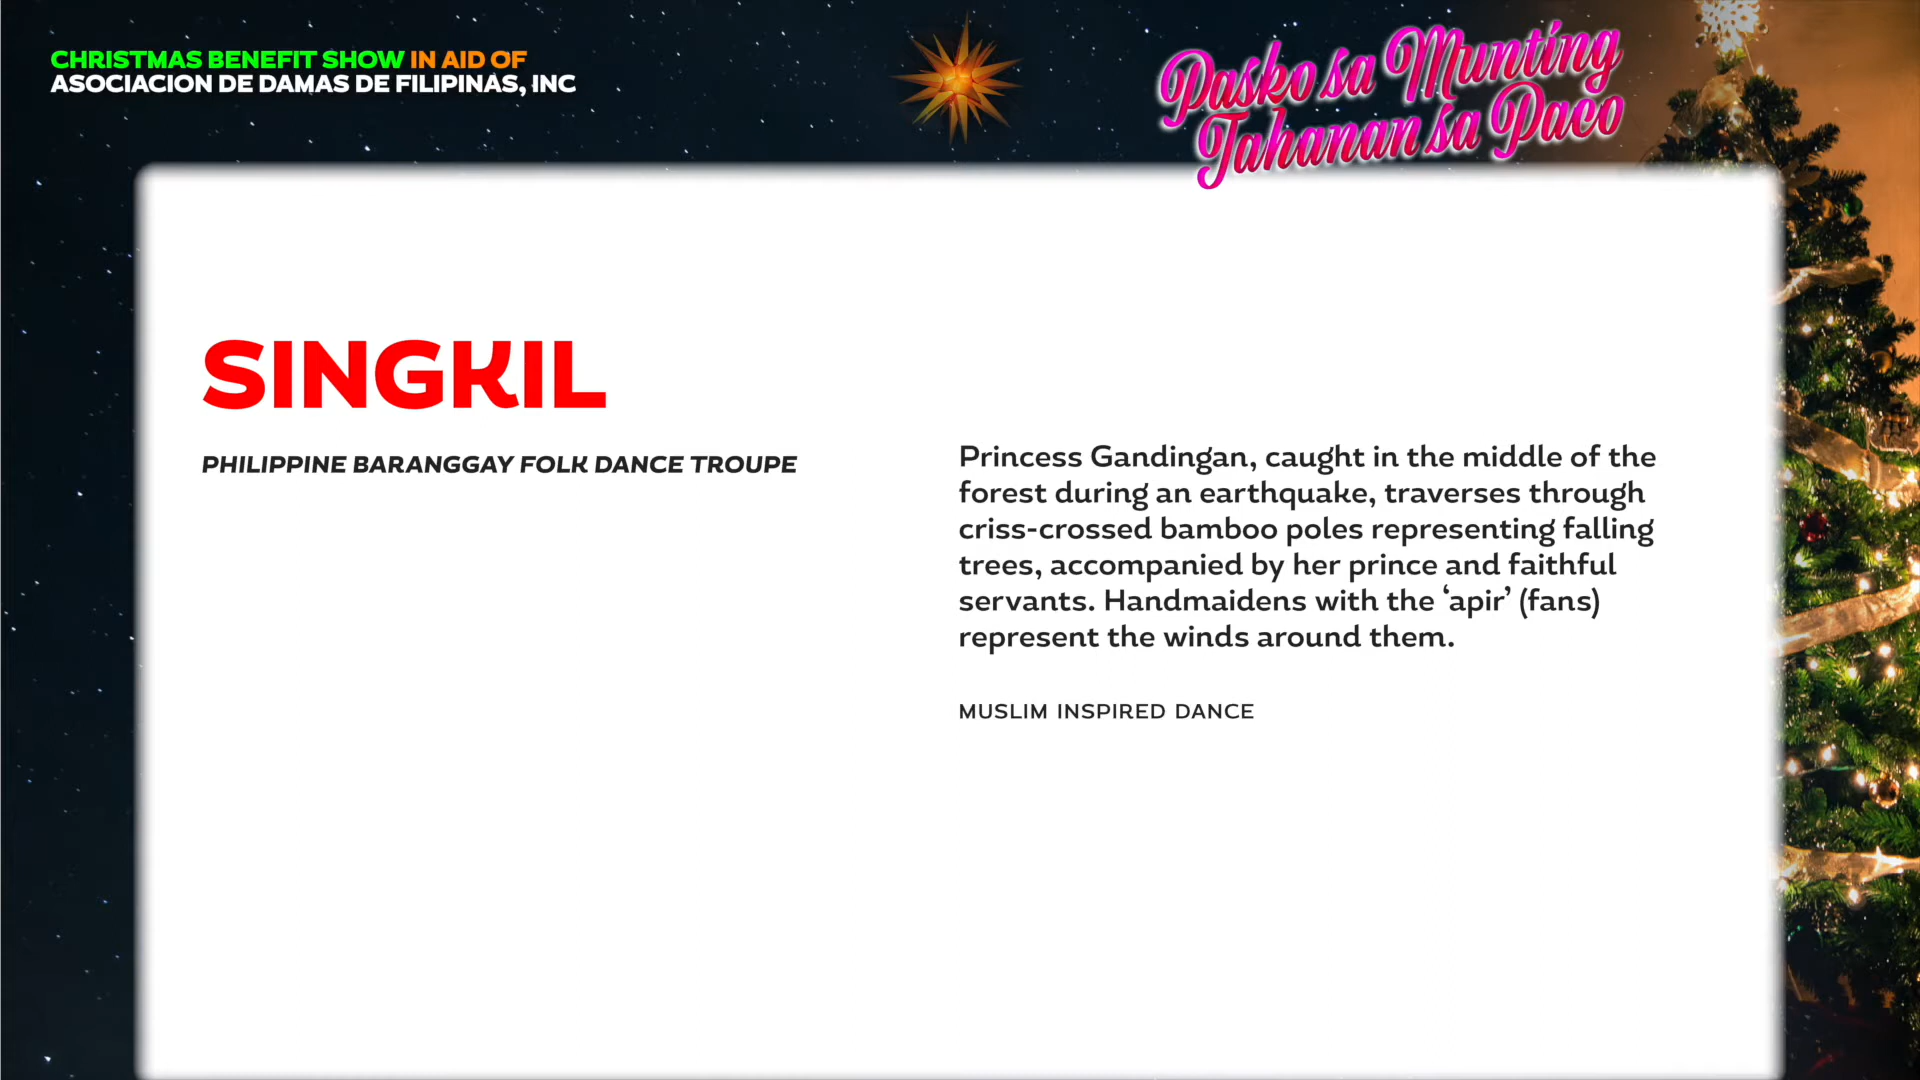 CHRISTMAS BENEFIT SHOW IN AID OF
ASOCIACION DE DAMAS DE FILIPINAS, INC
Pasko sa Munting
Tahanan sa Paco
SINGKIL
PHILIPPINE BARANGGAY FOLK DANCE TROUPE
Princess Gandingan, caught in the middle of the
forest during an earthquake, traverses through
criss-crossed bamboo poles representing falling
trees, accompanied by her prince and faithful
servants. Handmaidens with the ‘apir’ (fans)
represent the winds around them.
MUSLIM INSPIRED DANCE